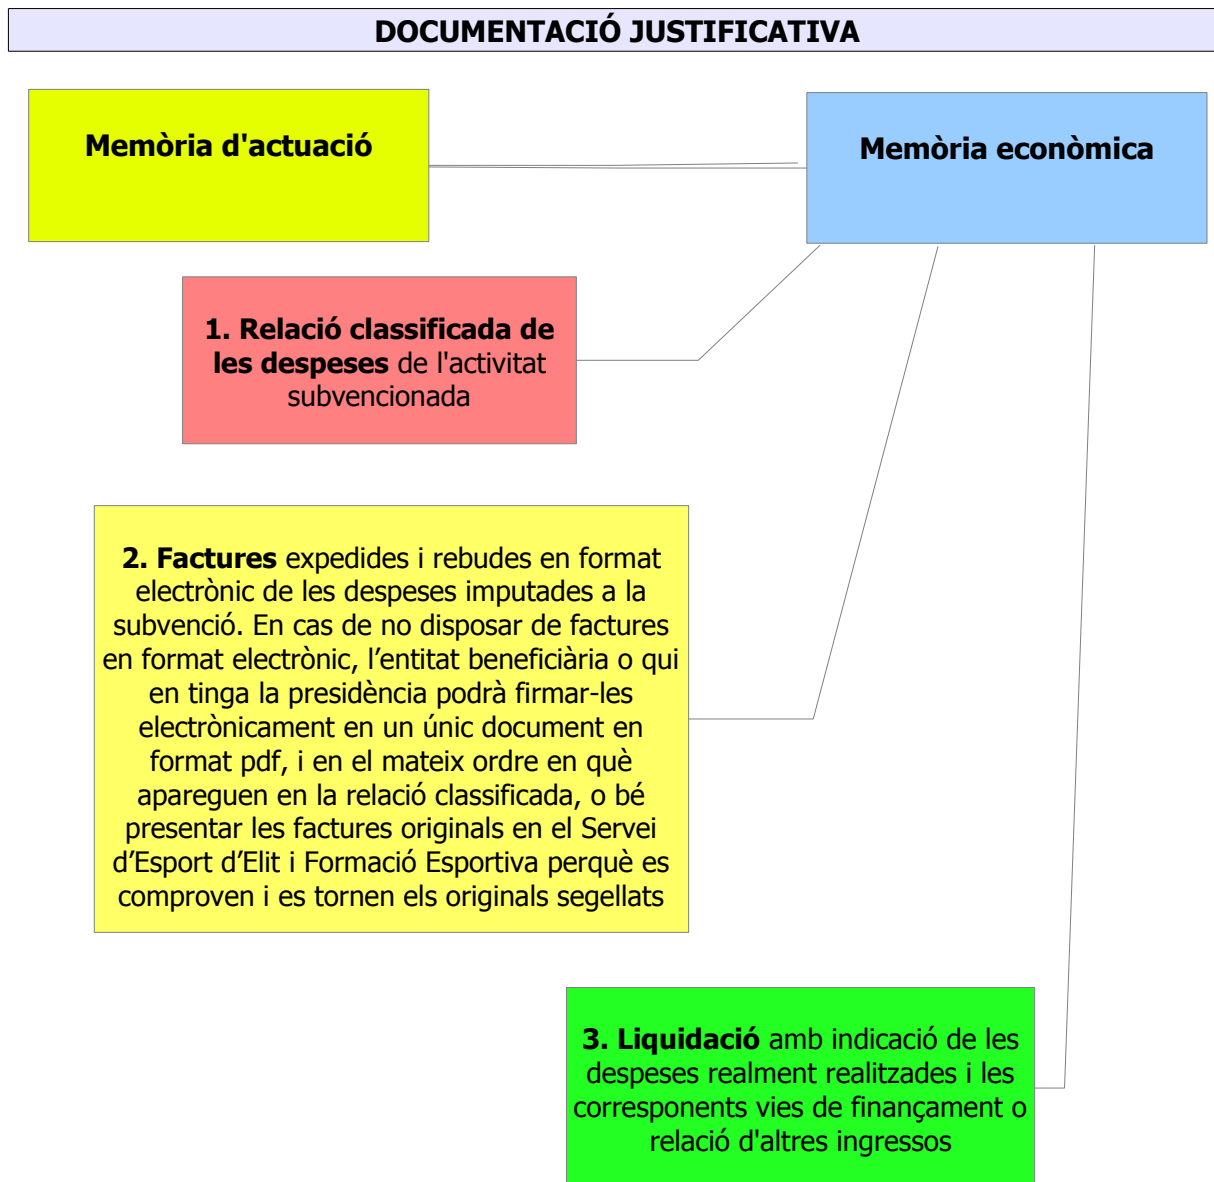 DOCUMENTACIÓ JUSTIFICATIVA
Memòria d'actuació
Memòria econòmica
1. Relació classificada de
les despeses de l'activitat
subvencionada
2. Factures expedides i rebudes en format
electrònic de les despeses imputades a la
subvenció. En cas de no disposar de factures
en format electrònic, l’entitat beneficiària o qui
en tinga la presidència podrà firmar-les
electrònicament en un únic document en
format pdf, i en el mateix ordre en què
apareguen en la relació classificada, o bé
presentar les factures originals en el Servei
d’Esport d’Elit i Formació Esportiva perquè es
comproven i es tornen els originals segellats
3. Liquidació amb indicació de les
despeses realment realitzades i les
corresponents vies de finançament o
relació d'altres ingressos